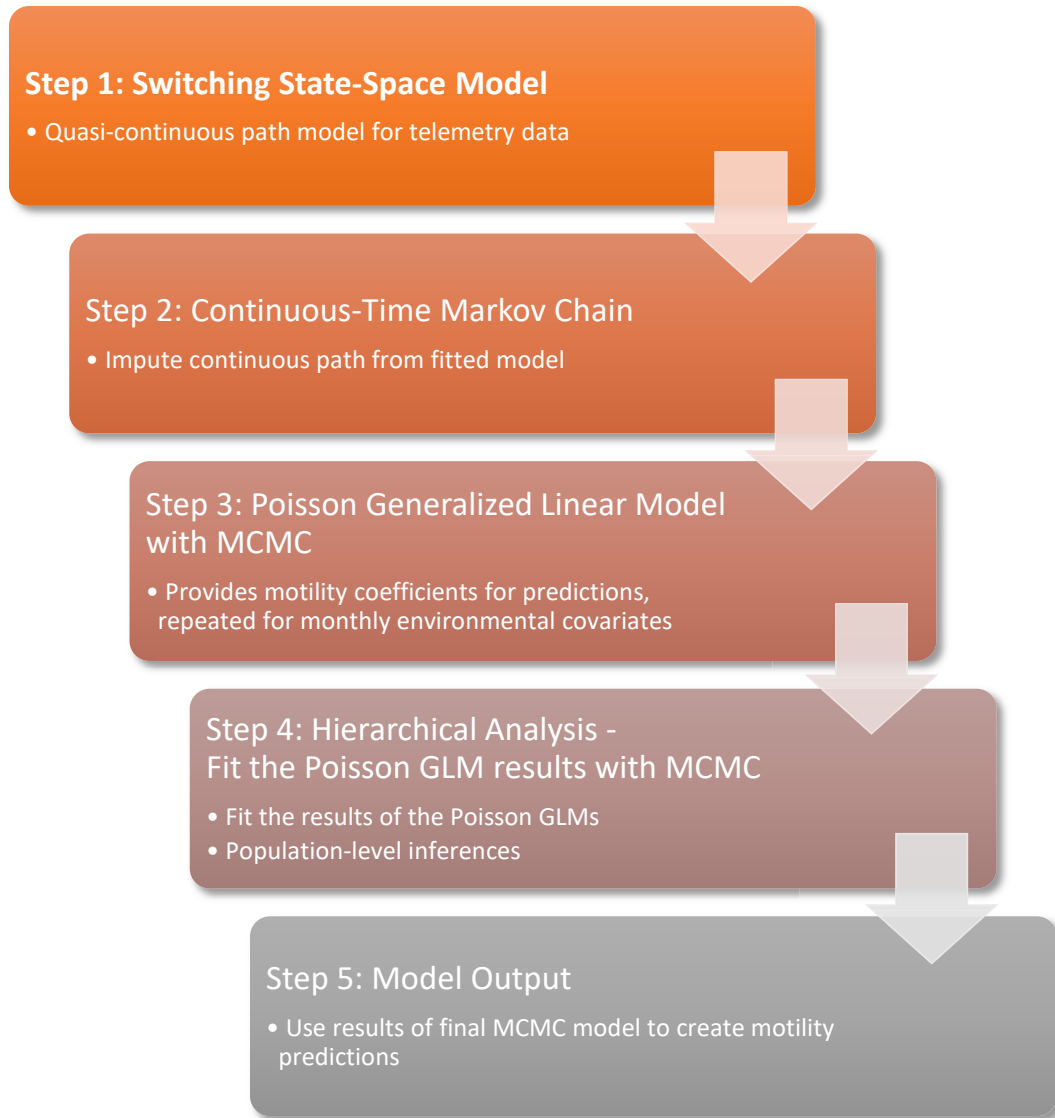 Step 1: Switching State-Space Model
• Quasi-continuous path model for telemetry data
Step 2: Continuous-Time Markov Chain
• Impute continuous path from fitted model
Step 3: Poisson Generalized Linear Model
with MCMC
• Provides motility coefficients for predictions,
repeated for monthly environmental covariates
Step 4: Hierarchical Analysis -
Fit the Poisson GLM results with MCMC
• Fit the results of the Poisson GLMs
• Population-level inferences
Step 5: Model Output
• Use results of final MCMC model to create motility
predictions